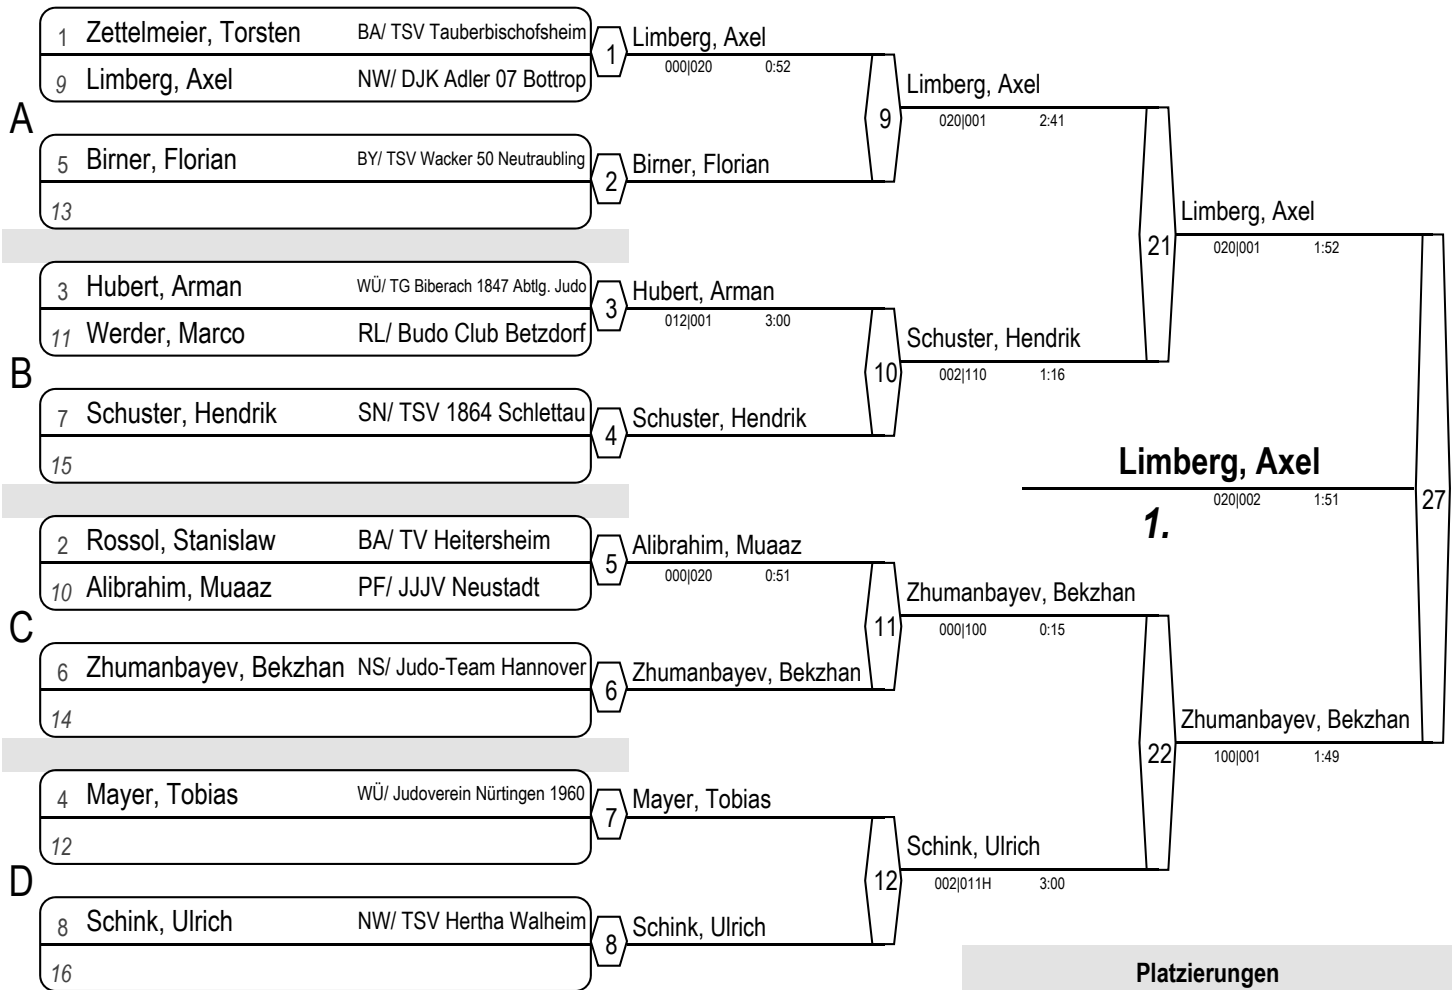 1 Zettelmeier, Torsten BA/ TSV Tauberbischofsheim
9 Limberg, Axel NW/ DJK Adler 07 Bottrop
1
Limberg, Axel
000|020 0:52
A
5 Birner, Florian BY/ TSV Wacker 50 Neutraubling
13
2
Birner, Florian
9
Limberg, Axel
020|001 2:41
3 Hubert, Arman WÜ/ TG Biberach 1847 Abtlg. Judo
11 Werder, Marco RL/ Budo Club Betzdorf
3
Hubert, Arman
012|001 3:00
B
7 Schuster, Hendrik SN/ TSV 1864 Schlettau
15
4
Schuster, Hendrik
10
Schuster, Hendrik
002|110 1:16
21
Limberg, Axel
020|001 1:52
2 Rossol, Stanislaw BA/ TV Heitersheim
10 Alibrahim, Muaaz PF/ JJJV Neustadt
5
Alibrahim, Muaaz
000|020 0:51
C
6 Zhumanbayev, Bekzhan NS/ Judo-Team Hannover
14
6
Zhumanbayev, Bekzhan
11
Zhumanbayev, Bekzhan
000|100 0:15
4 Mayer, Tobias WÜ/ Judoverein Nürtingen 1960
12
7
Mayer, Tobias
D
8 Schink, Ulrich NW/ TSV Hertha Walheim
16
8
Schink, Ulrich
12
Schink, Ulrich
002|011H 3:00
22
Zhumanbayev, Bekzhan
100|001 1:49
27
Limberg, Axel
020|002 1:51
1.
Platzierungen